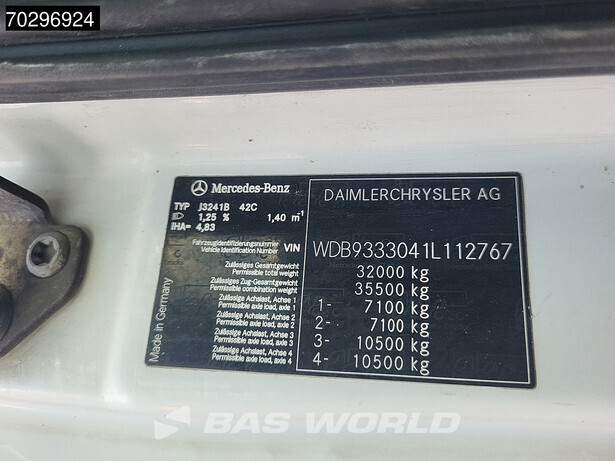 70296924
Mercedes-Benz
DAIMLERCHRYSLER AG
TYP J3241B 42C
1,25 % 1,40 m⁻¹
IHA= 4,83
Fahrzeugidentifizierungsnummer
Vehicle Identification Number VIN WDB9333041L112767
Zulässiges Gesamtgewicht
Permissible total weight 32000 kg
Zulässiges Zug-Gesamtgewicht
Permissible combination weight 35500 kg
Zulässige Achslast, Achse 1
Permissible axle load, axle 1 1- 7100 kg
Zulässige Achslast, Achse 2
Permissible axle load, axle 2 2- 7100 kg
Zulässige Achslast, Achse 3
Permissible axle load, axle 3 3- 10500 kg
Zulässige Achslast, Achse 4
Permissible axle load, axle 4 4- 10500 kg
Made in Germany
BAS WORLD